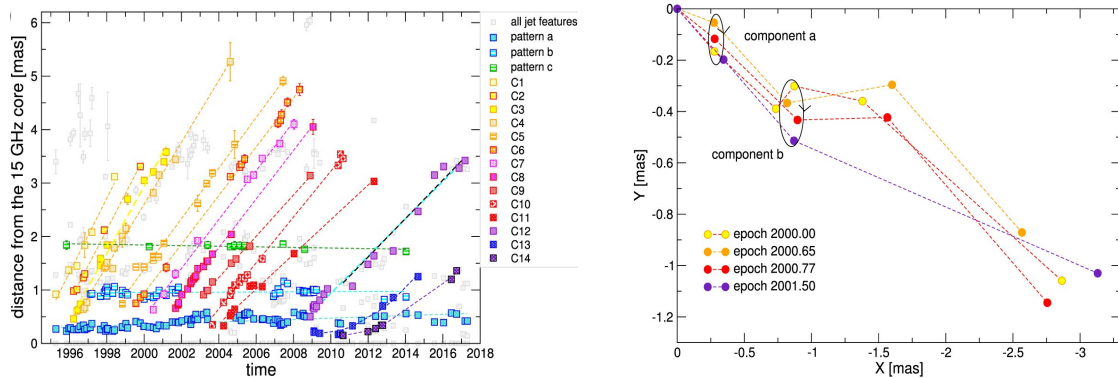 distance from the 15 GHz core [mas]
6
5
4
3
2
1
0
1996 1998 2000 2002 2004 2006 2008 2010 2012 2014 2016 2018
time
all jet features
pattern a
pattern b
pattern c
C1
C2
C3
C4
C5
C6
C7
C8
C9
C10
C11
C12
C13
C14
Y [mas]
0
-0.2
-0.4
-0.6
-0.8
-1
-1.2
component a
component b
epoch 2000.00
epoch 2000.65
epoch 2000.77
epoch 2001.50
0 -0.5 -1 -1.5 -2 -2.5 -3
X [mas]